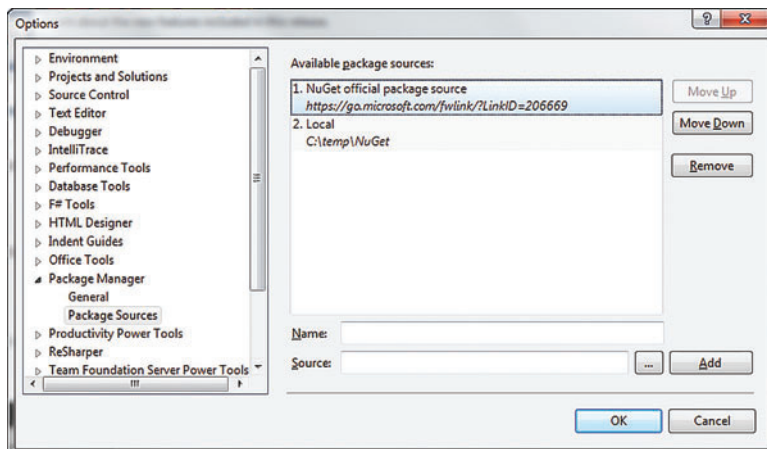 Options
Environment
Projects and Solutions
Source Control
Text Editor
Debugger
IntelliTrace
Performance Tools
Database Tools
F# Tools
HTML Designer
Indent Guides
Office Tools
Package Manager
General
Package Sources
Productivity Power Tools
ReSharper
Team Foundation Server Power Tools
Available package sources:
1. NuGet official package source
https://go.microsoft.com/fwlink/?LinkID=206669
2. Local
C:\temp\NuGet
Move Up
Move Down
Remove
Name:
Source:
...
Add
OK
Cancel